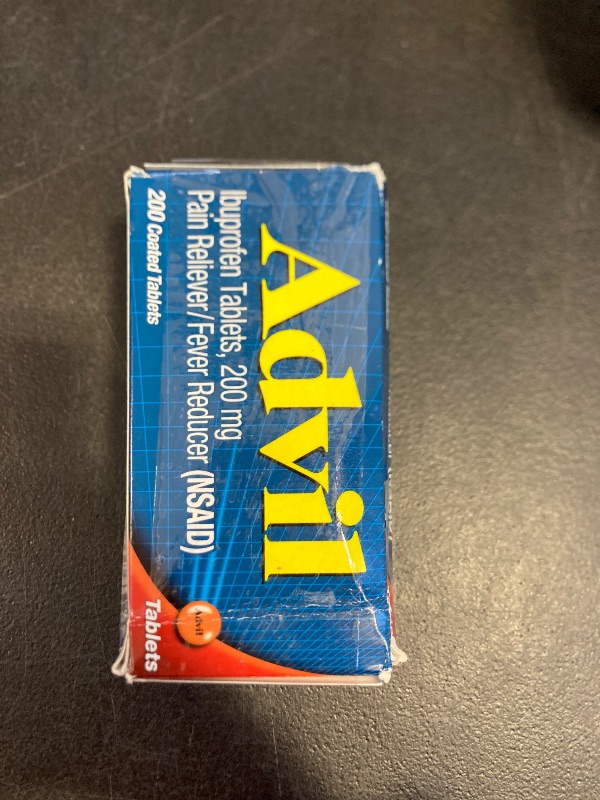 Advil
Ibuprofen Tablets, 200 mg
Pain Reliever/Fever Reducer (NSAID)
200 Coated Tablets
Advil
Tablets